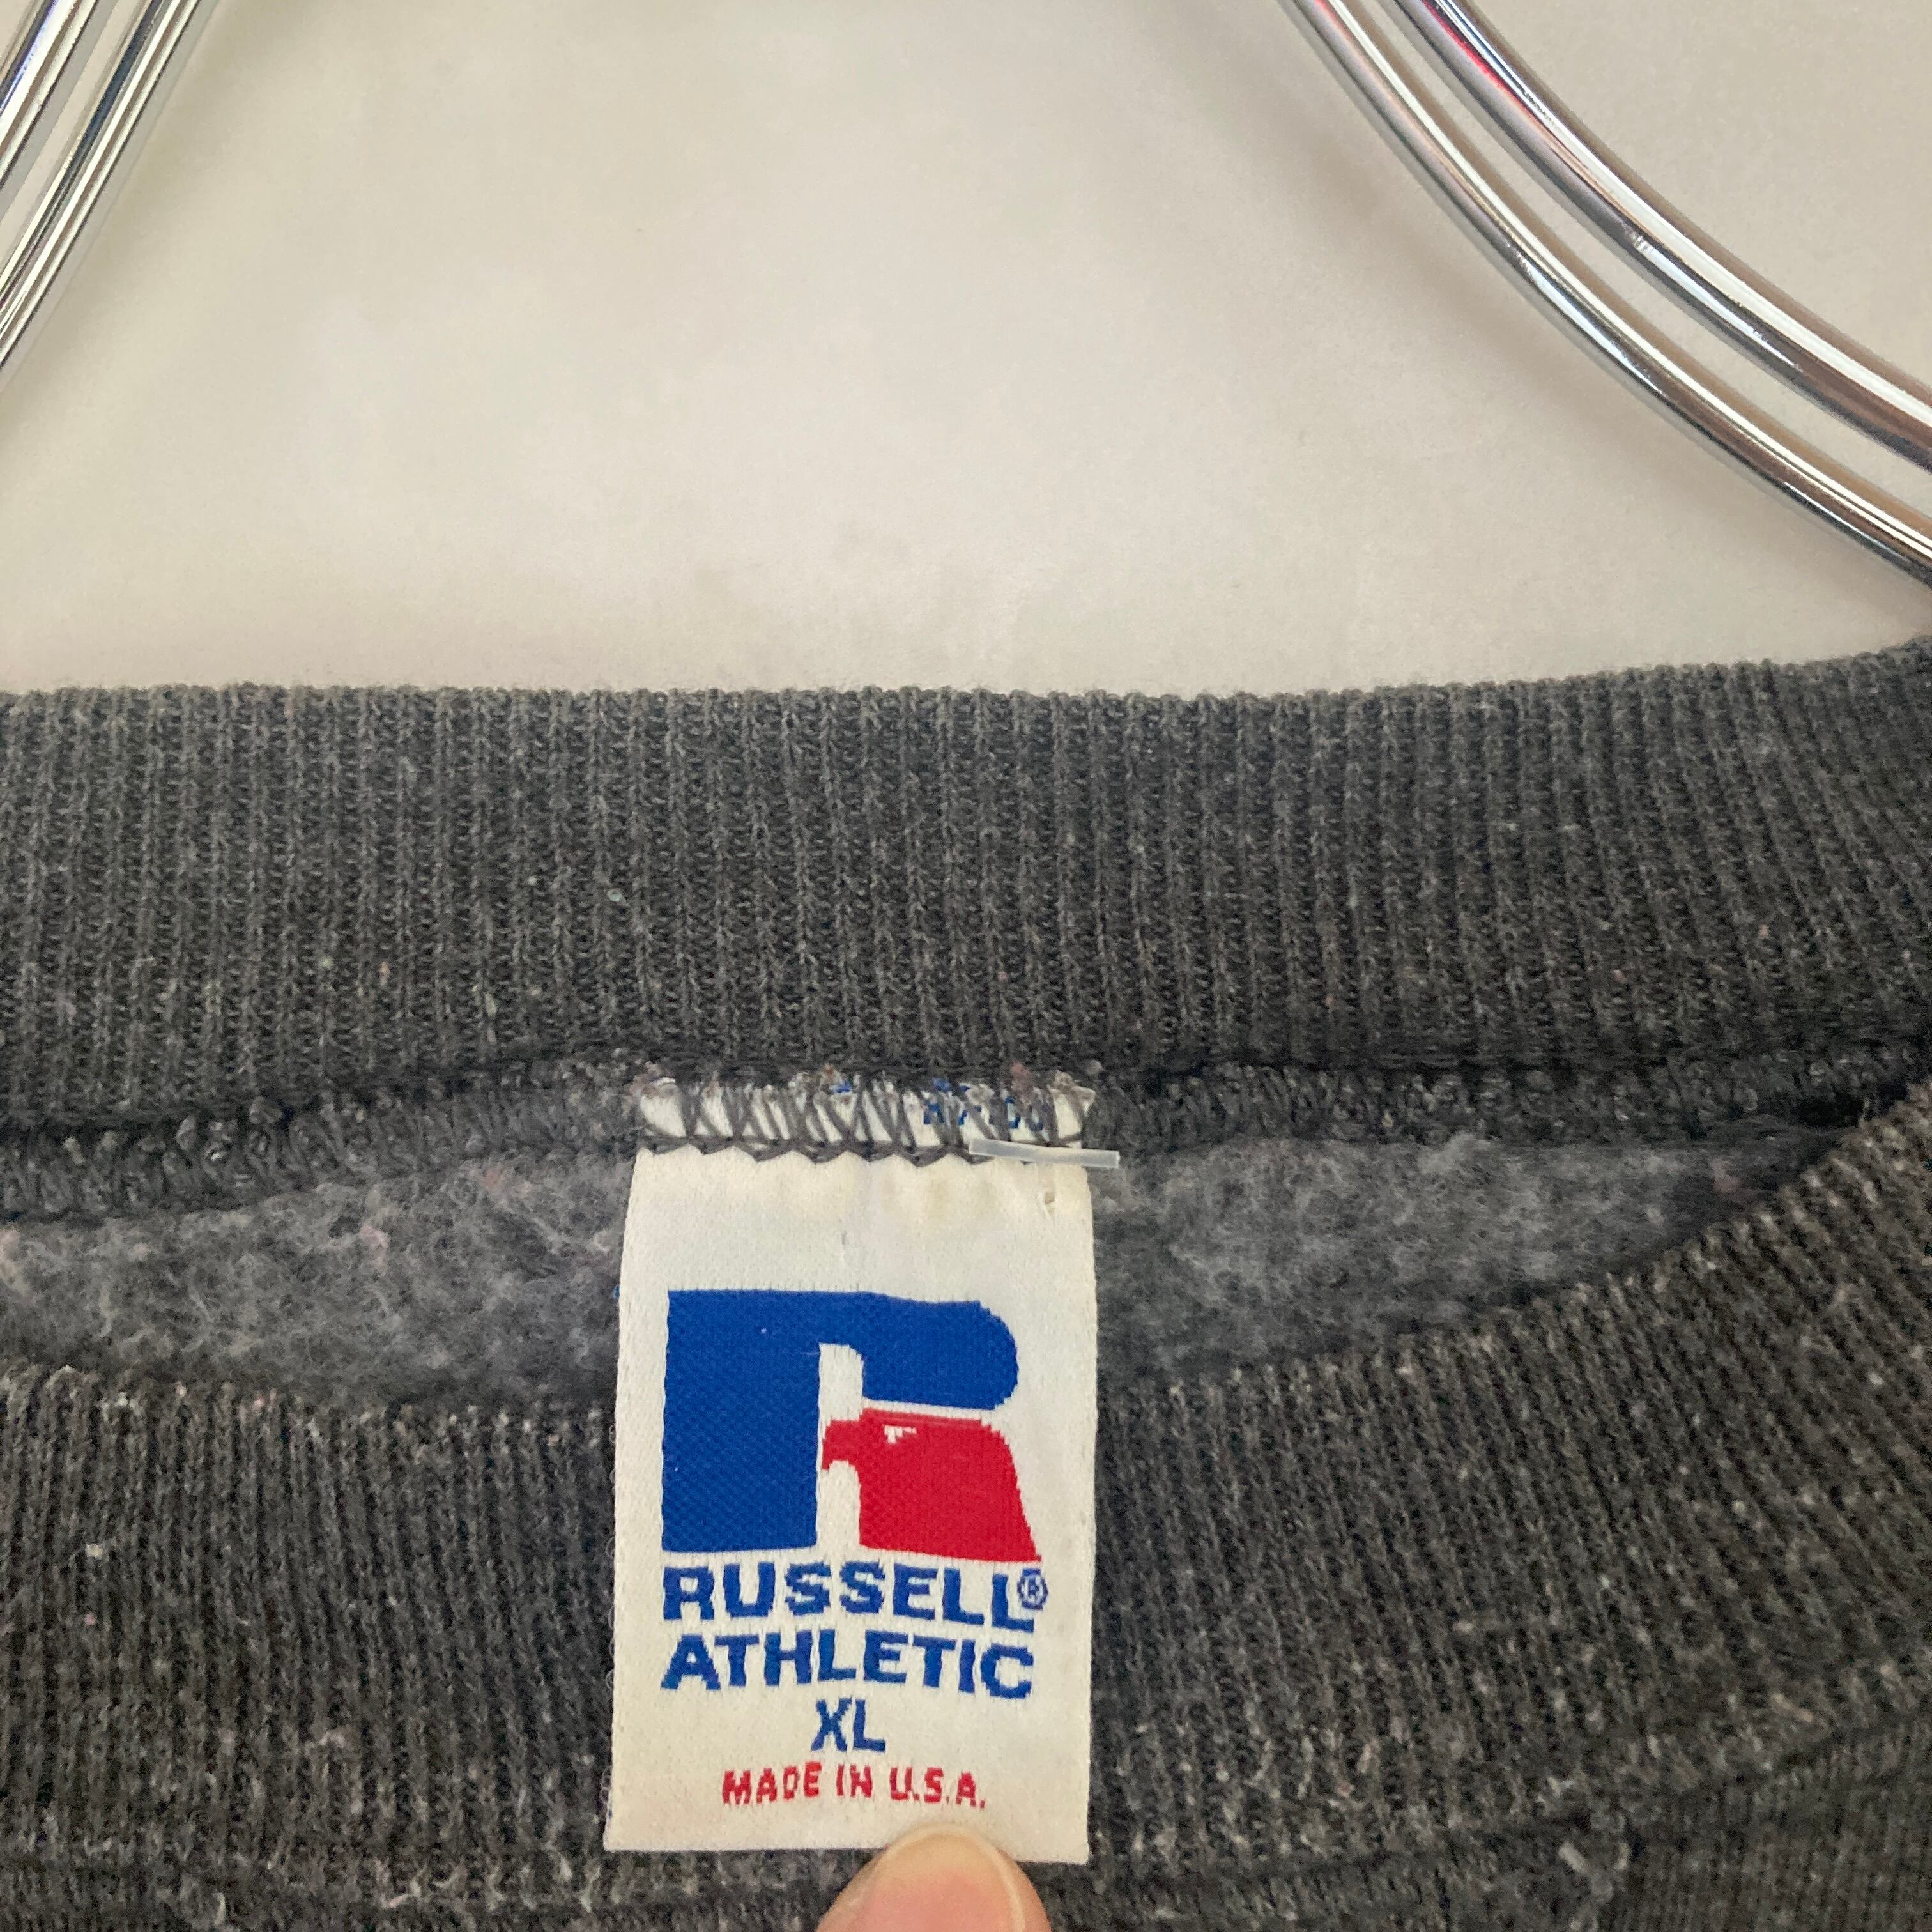 RUSSELL®
ATHLETIC
XL
MADE IN U.S.A.